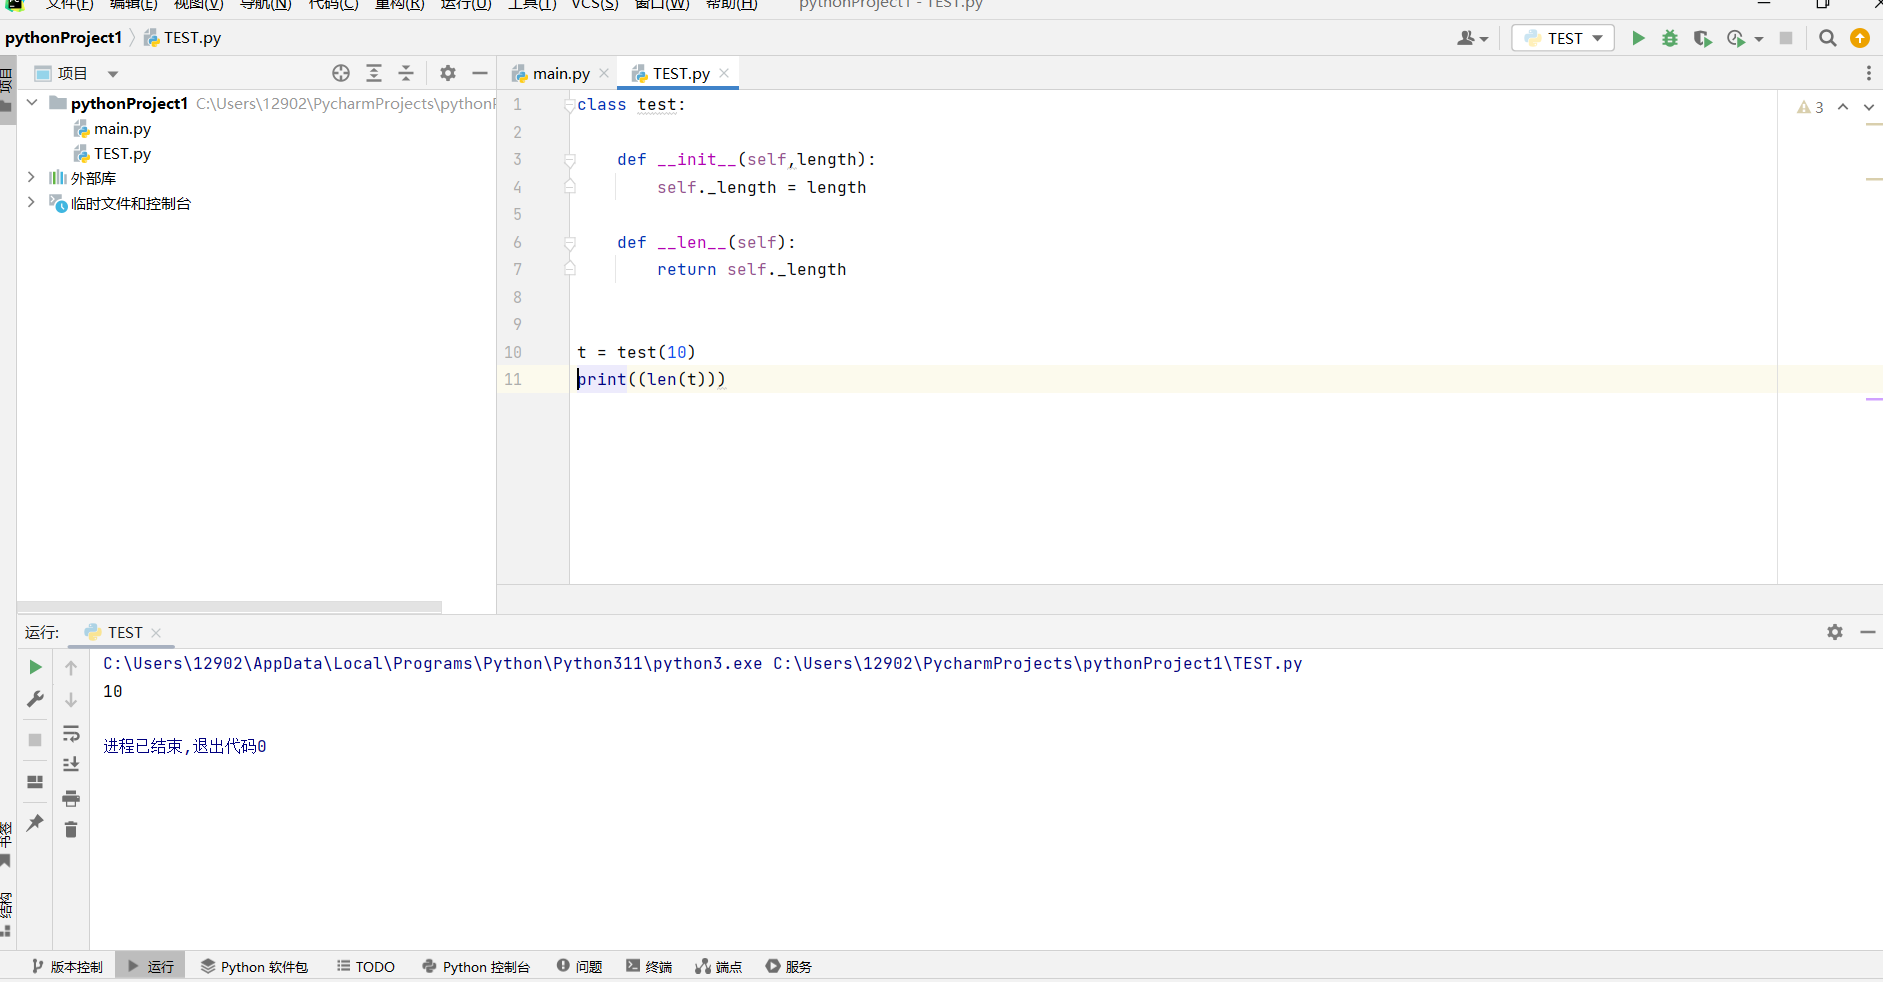 文件(F) 编辑(E) 视图(V) 导航(N) 代码(C) 重构(R) 运行(U) 工具(T) VCS(S) 窗口(W) 帮助(H) pythonProject1 - TEST.py
pythonProject1 TEST.py TEST
项目
项目
pythonProject1 C:\Users\12902\PycharmProjects\python
main.py
TEST.py
外部库
临时文件和控制台
main.py TEST.py
3
1 class test:
2
3 def __init__(self,length):
4 self._length = length
5
6 def __len__(self):
7 return self._length
8
9
10 t = test(10)
11 print((len(t)))
运行: TEST
C:\Users\12902\AppData\Local\Programs\Python\Python311\python3.exe C:\Users\12902\PycharmProjects\pythonProject1\TEST.py
10
进程已结束,退出代码0
书签
结构
版本控制 运行 Python 软件包 TODO Python 控制台 问题 终端 端点 服务